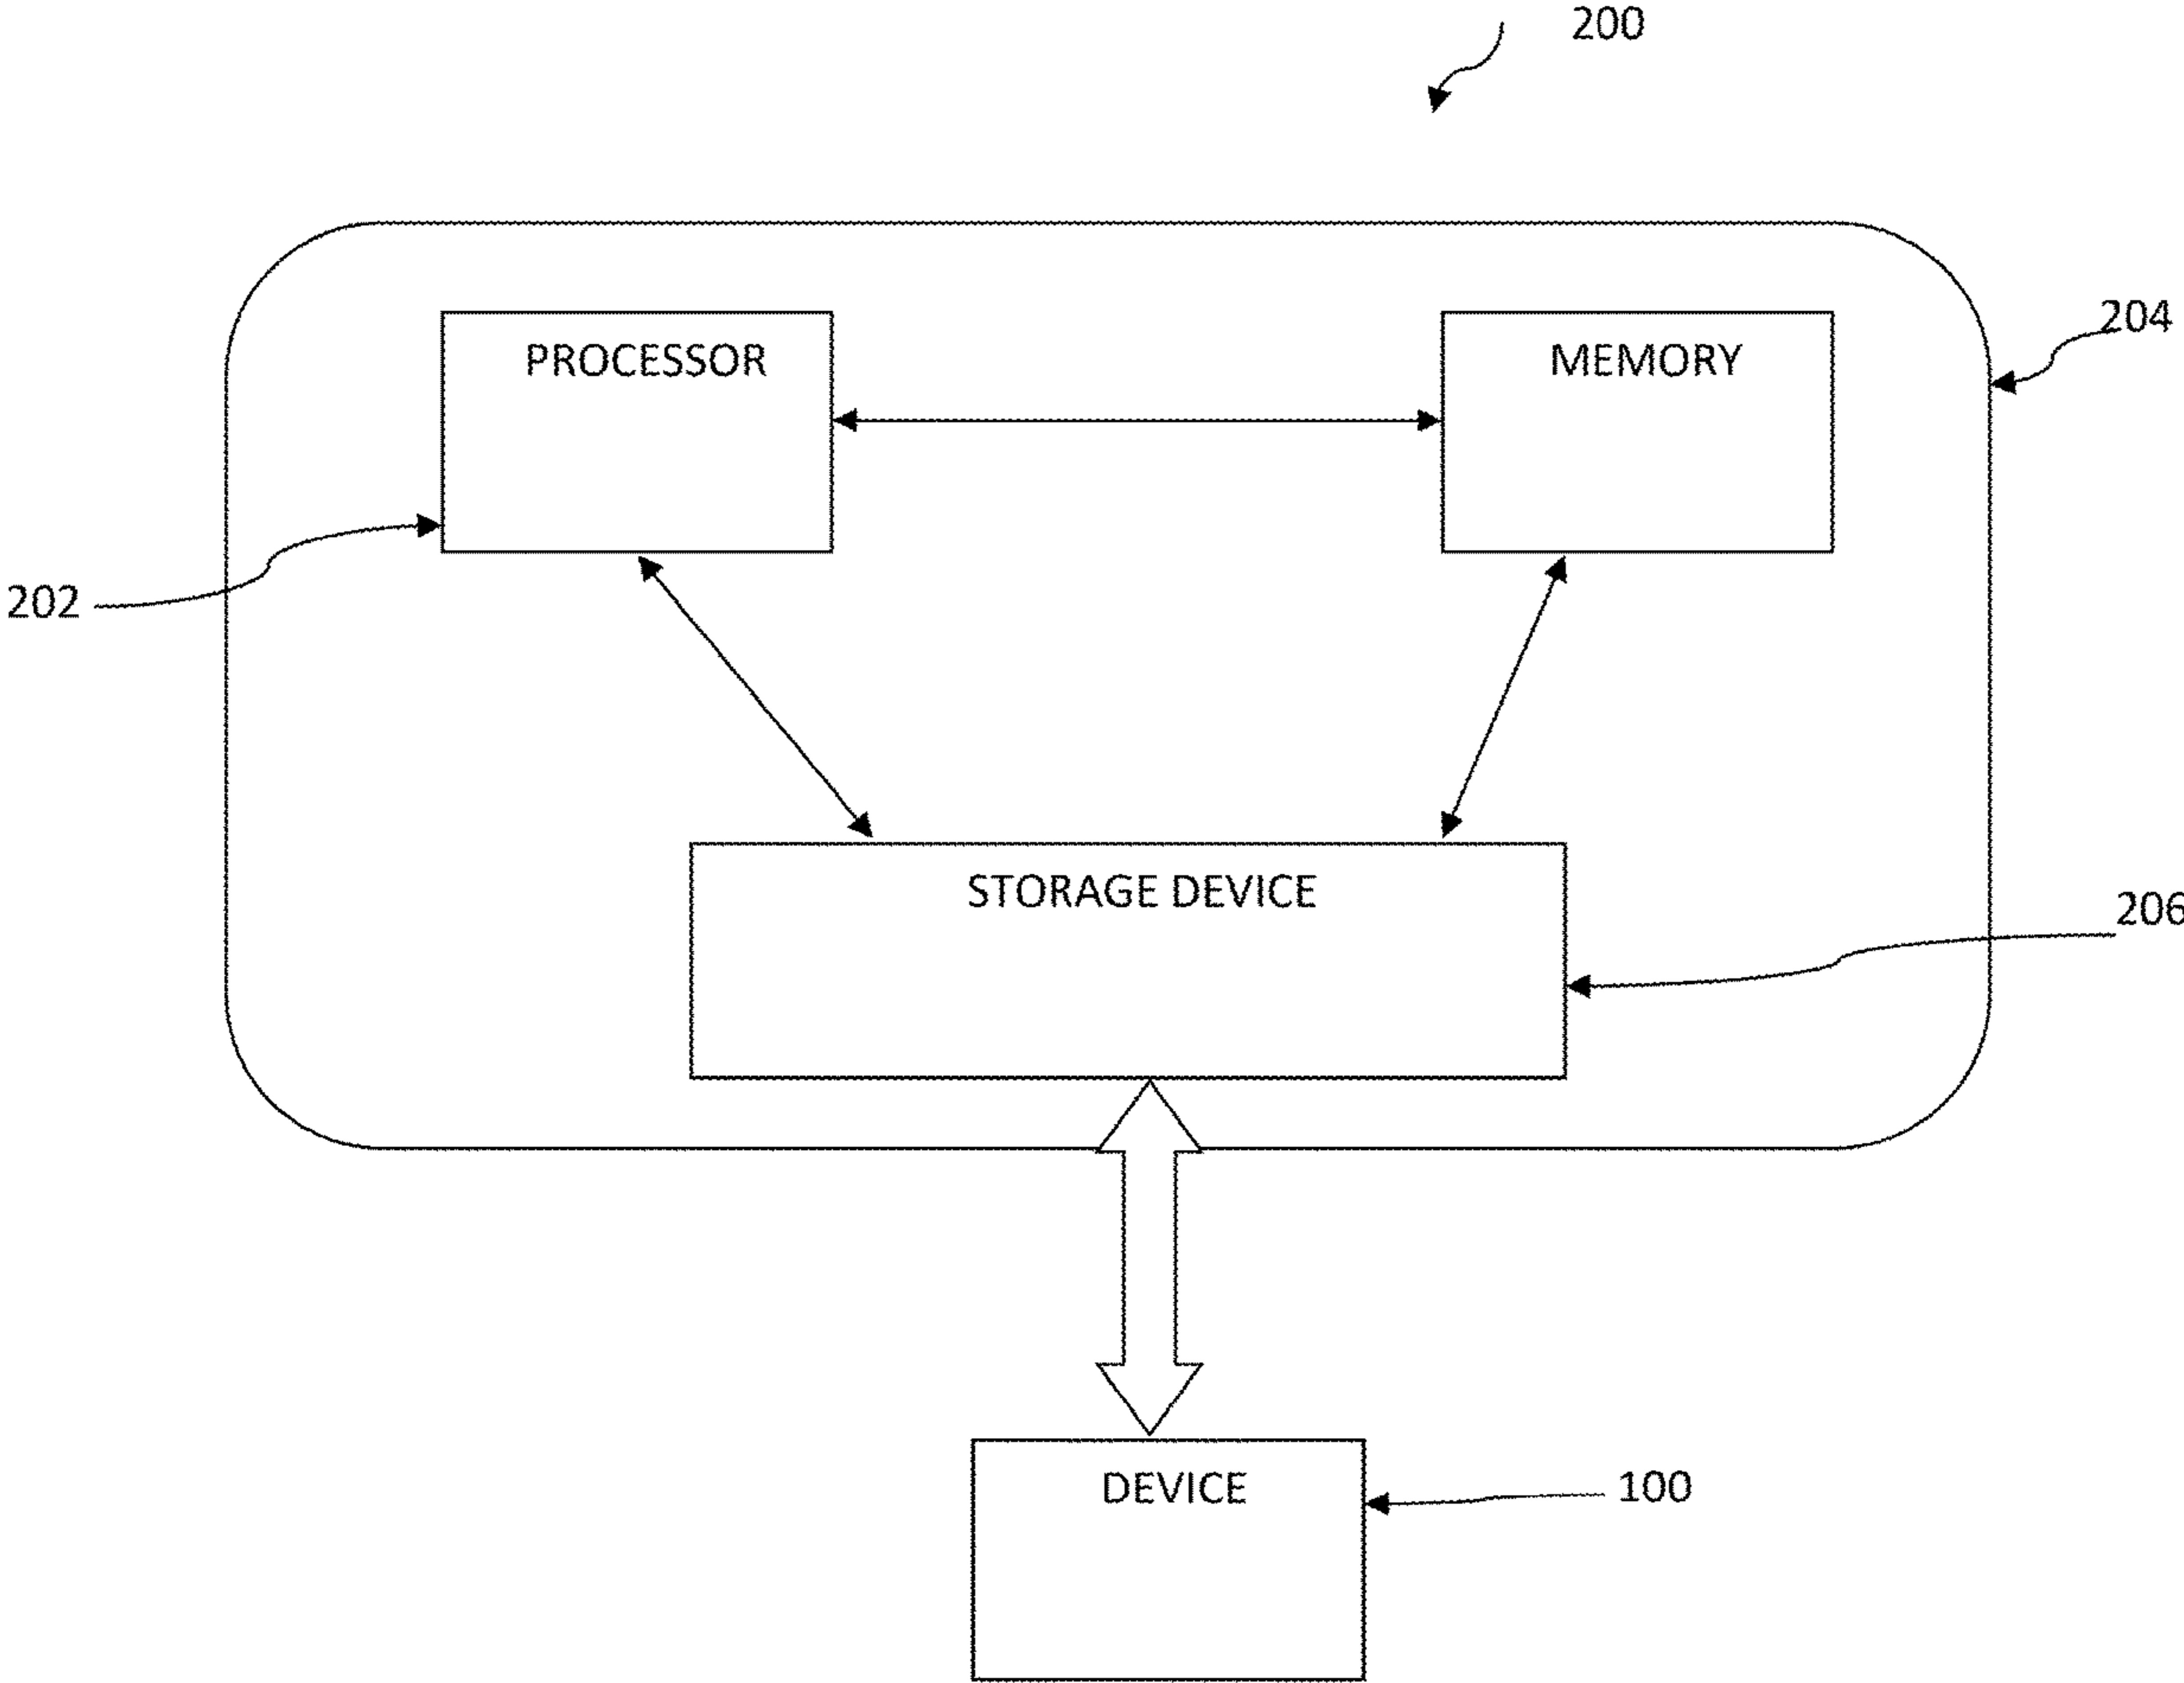 200
204
PROCESSOR
MEMORY
202
STORAGE DEVICE
206
DEVICE
100